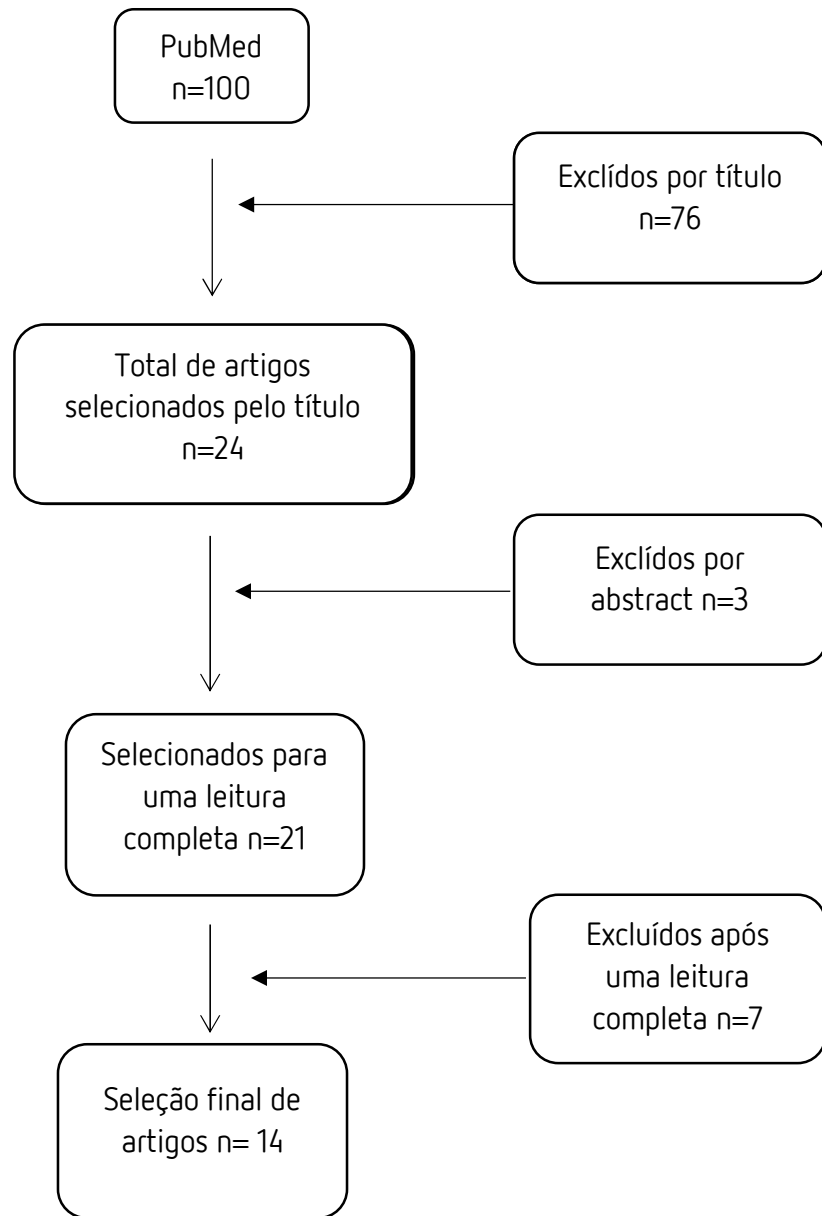 PubMed
n=100
Exclídos por título
n=76
Total de artigos
selecionados pelo título
n=24
Exclídos por
abstract n=3
Selecionados para
uma leitura
completa n=21
Excluídos após
uma leitura
completa n=7
Seleção final de
artigos n= 14